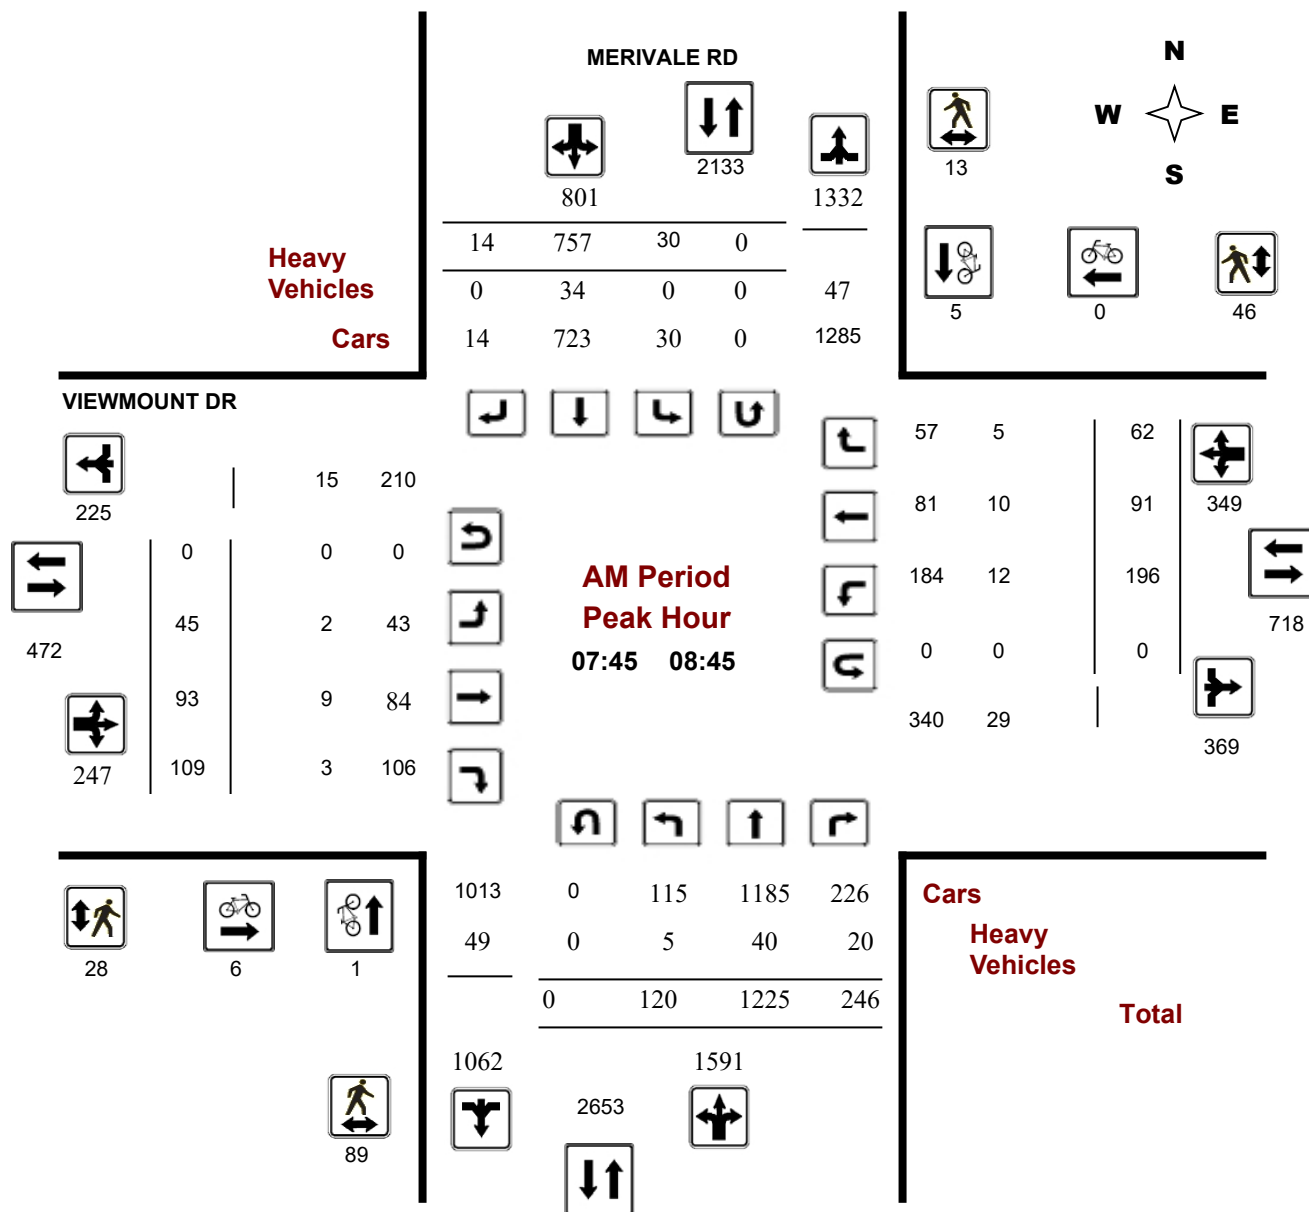 MERIVALE RD
N
W E
S
2133
13
801 1332
14 757 30 0
Heavy
Vehicles
0 34 0 0 47
Cars
14 723 30 0 1285
5 0 46
VIEWMOUNT DR
57 5 62
15 210
225
81 10 91 349
0 0 0
AM Period
Peak Hour
07:45 08:45
184 12 196
45 2 43
718
472
0 0 0
93 9 84
340 29
369
247 109 3 106
1013 0 115 1185 226
Cars
49 0 5 40 20
Heavy
Vehicles
28 6 1
0 120 1225 246
Total
1062 1591
2653
89